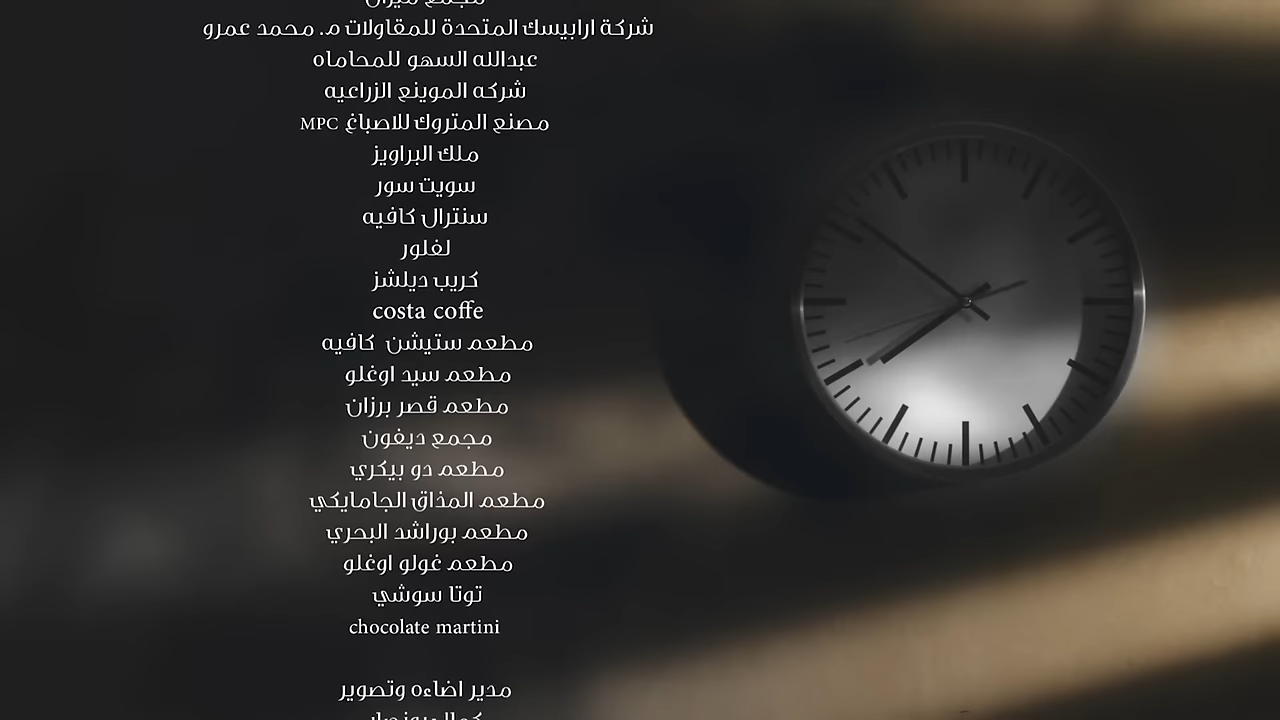 مجمع ميزان
شركة ارابيسك المتحدة للمقاولات م. محمد عمرو
عبدالله السهو للمحاماه
شركه الموينع الزراعيه
مصنع المتروك للاصباغ MPC
ملك البراويز
سويت سور
سنترال كافيه
لفلور
كريب ديلشز
costa coffe
مطعم ستيشن كافيه
مطعم سيد اوغلو
مطعم قصر برزان
مجمع ديفون
مطعم دو بيكري
مطعم المذاق الجامايكي
مطعم بوراشد البحري
مطعم غولو اوغلو
توتا سوشي
chocolate martini
مدير اضاءه وتصوير